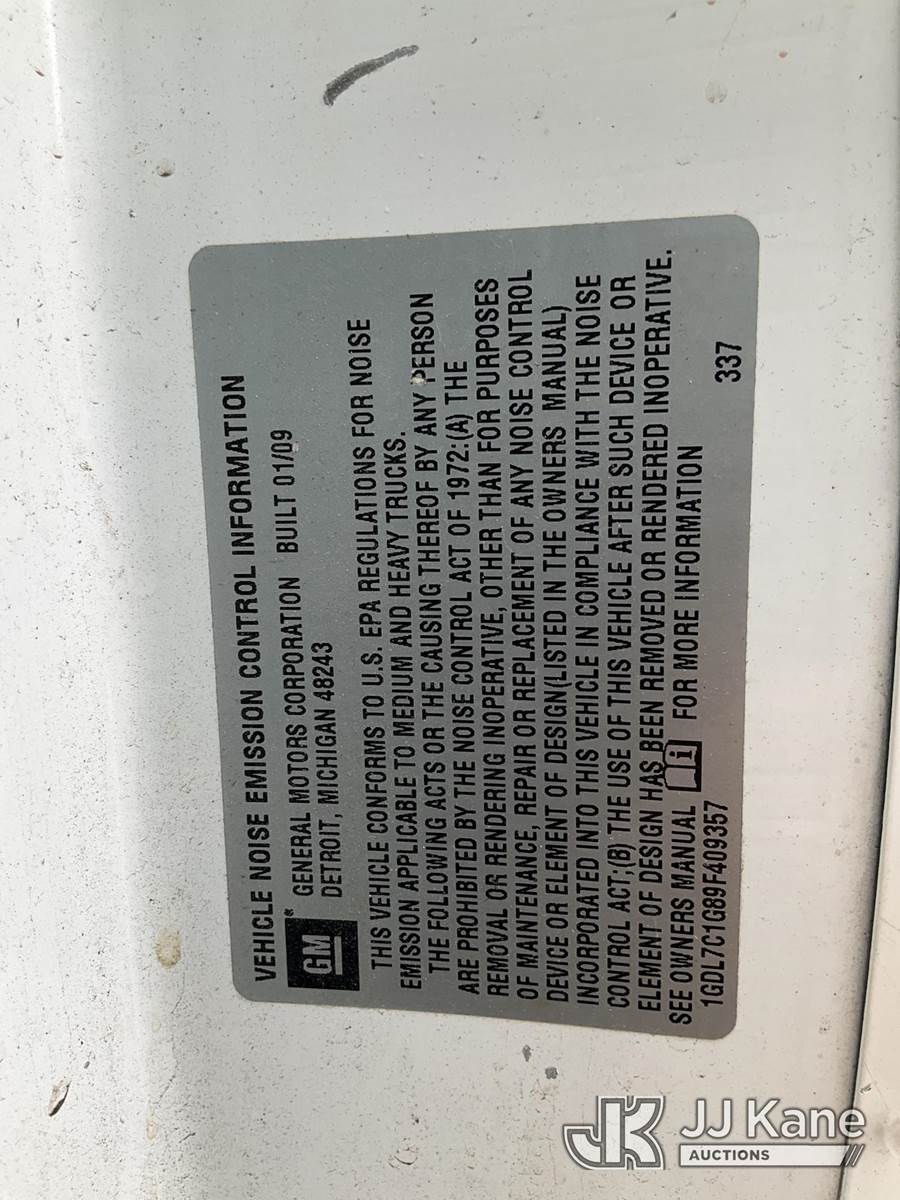 VEHICLE NOISE EMISSION CONTROL INFORMATION
GM® GENERAL MOTORS CORPORATION BUILT 01/09
DETROIT, MICHIGAN 48243
THIS VEHICLE CONFORMS TO U.S. EPA REGULATIONS FOR NOISE
EMISSION APPLICABLE TO MEDIUM AND HEAVY TRUCKS.
THE FOLLOWING ACTS OR THE CAUSING THEREOF BY ANY PERSON
ARE PROHIBITED BY THE NOISE CONTROL ACT OF 1972:(A) THE
REMOVAL OR RENDERING INOPERATIVE, OTHER THAN FOR PURPOSES
OF MAINTENANCE, REPAIR OR REPLACEMENT OF ANY NOISE CONTROL
DEVICE OR ELEMENT OF DESIGN(LISTED IN THE OWNERS MANUAL)
INCORPORATED INTO THIS VEHICLE IN COMPLIANCE WITH THE NOISE
CONTROL ACT;(B) THE USE OF THIS VEHICLE AFTER SUCH DEVICE OR
ELEMENT OF DESIGN HAS BEEN REMOVED OR RENDERED INOPERATIVE.
SEE OWNERS MANUAL i FOR MORE INFORMATION
1GDL7C1G89F409357 337
JK JJ Kane
AUCTIONS